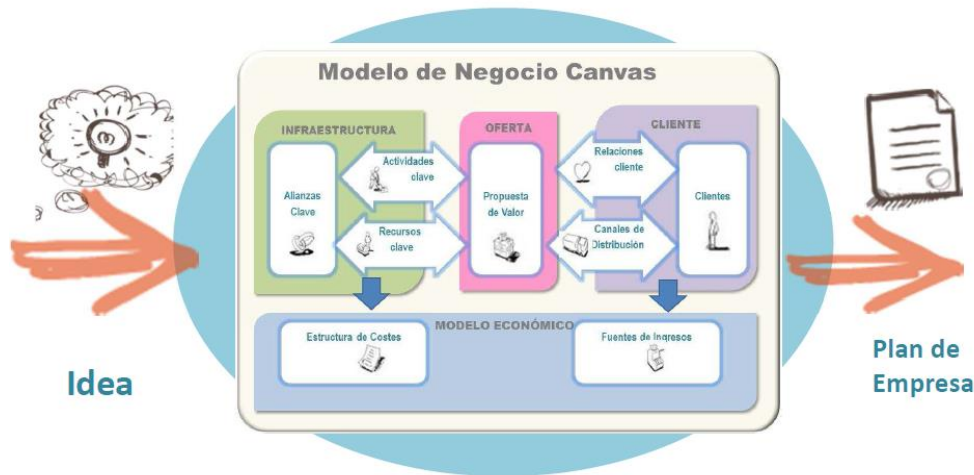 Modelo de Negocio Canvas
INFRAESTRUCTURA
OFERTA
CLIENTE
Alianzas
Clave
Actividades
clave
Recursos
clave
Propuesta
de Valor
Relaciones
cliente
Canales de
Distribución
Clientes
MODELO ECONÓMICO
Estructura de Costes
Fuentes de Ingresos
Idea
Plan de
Empresa